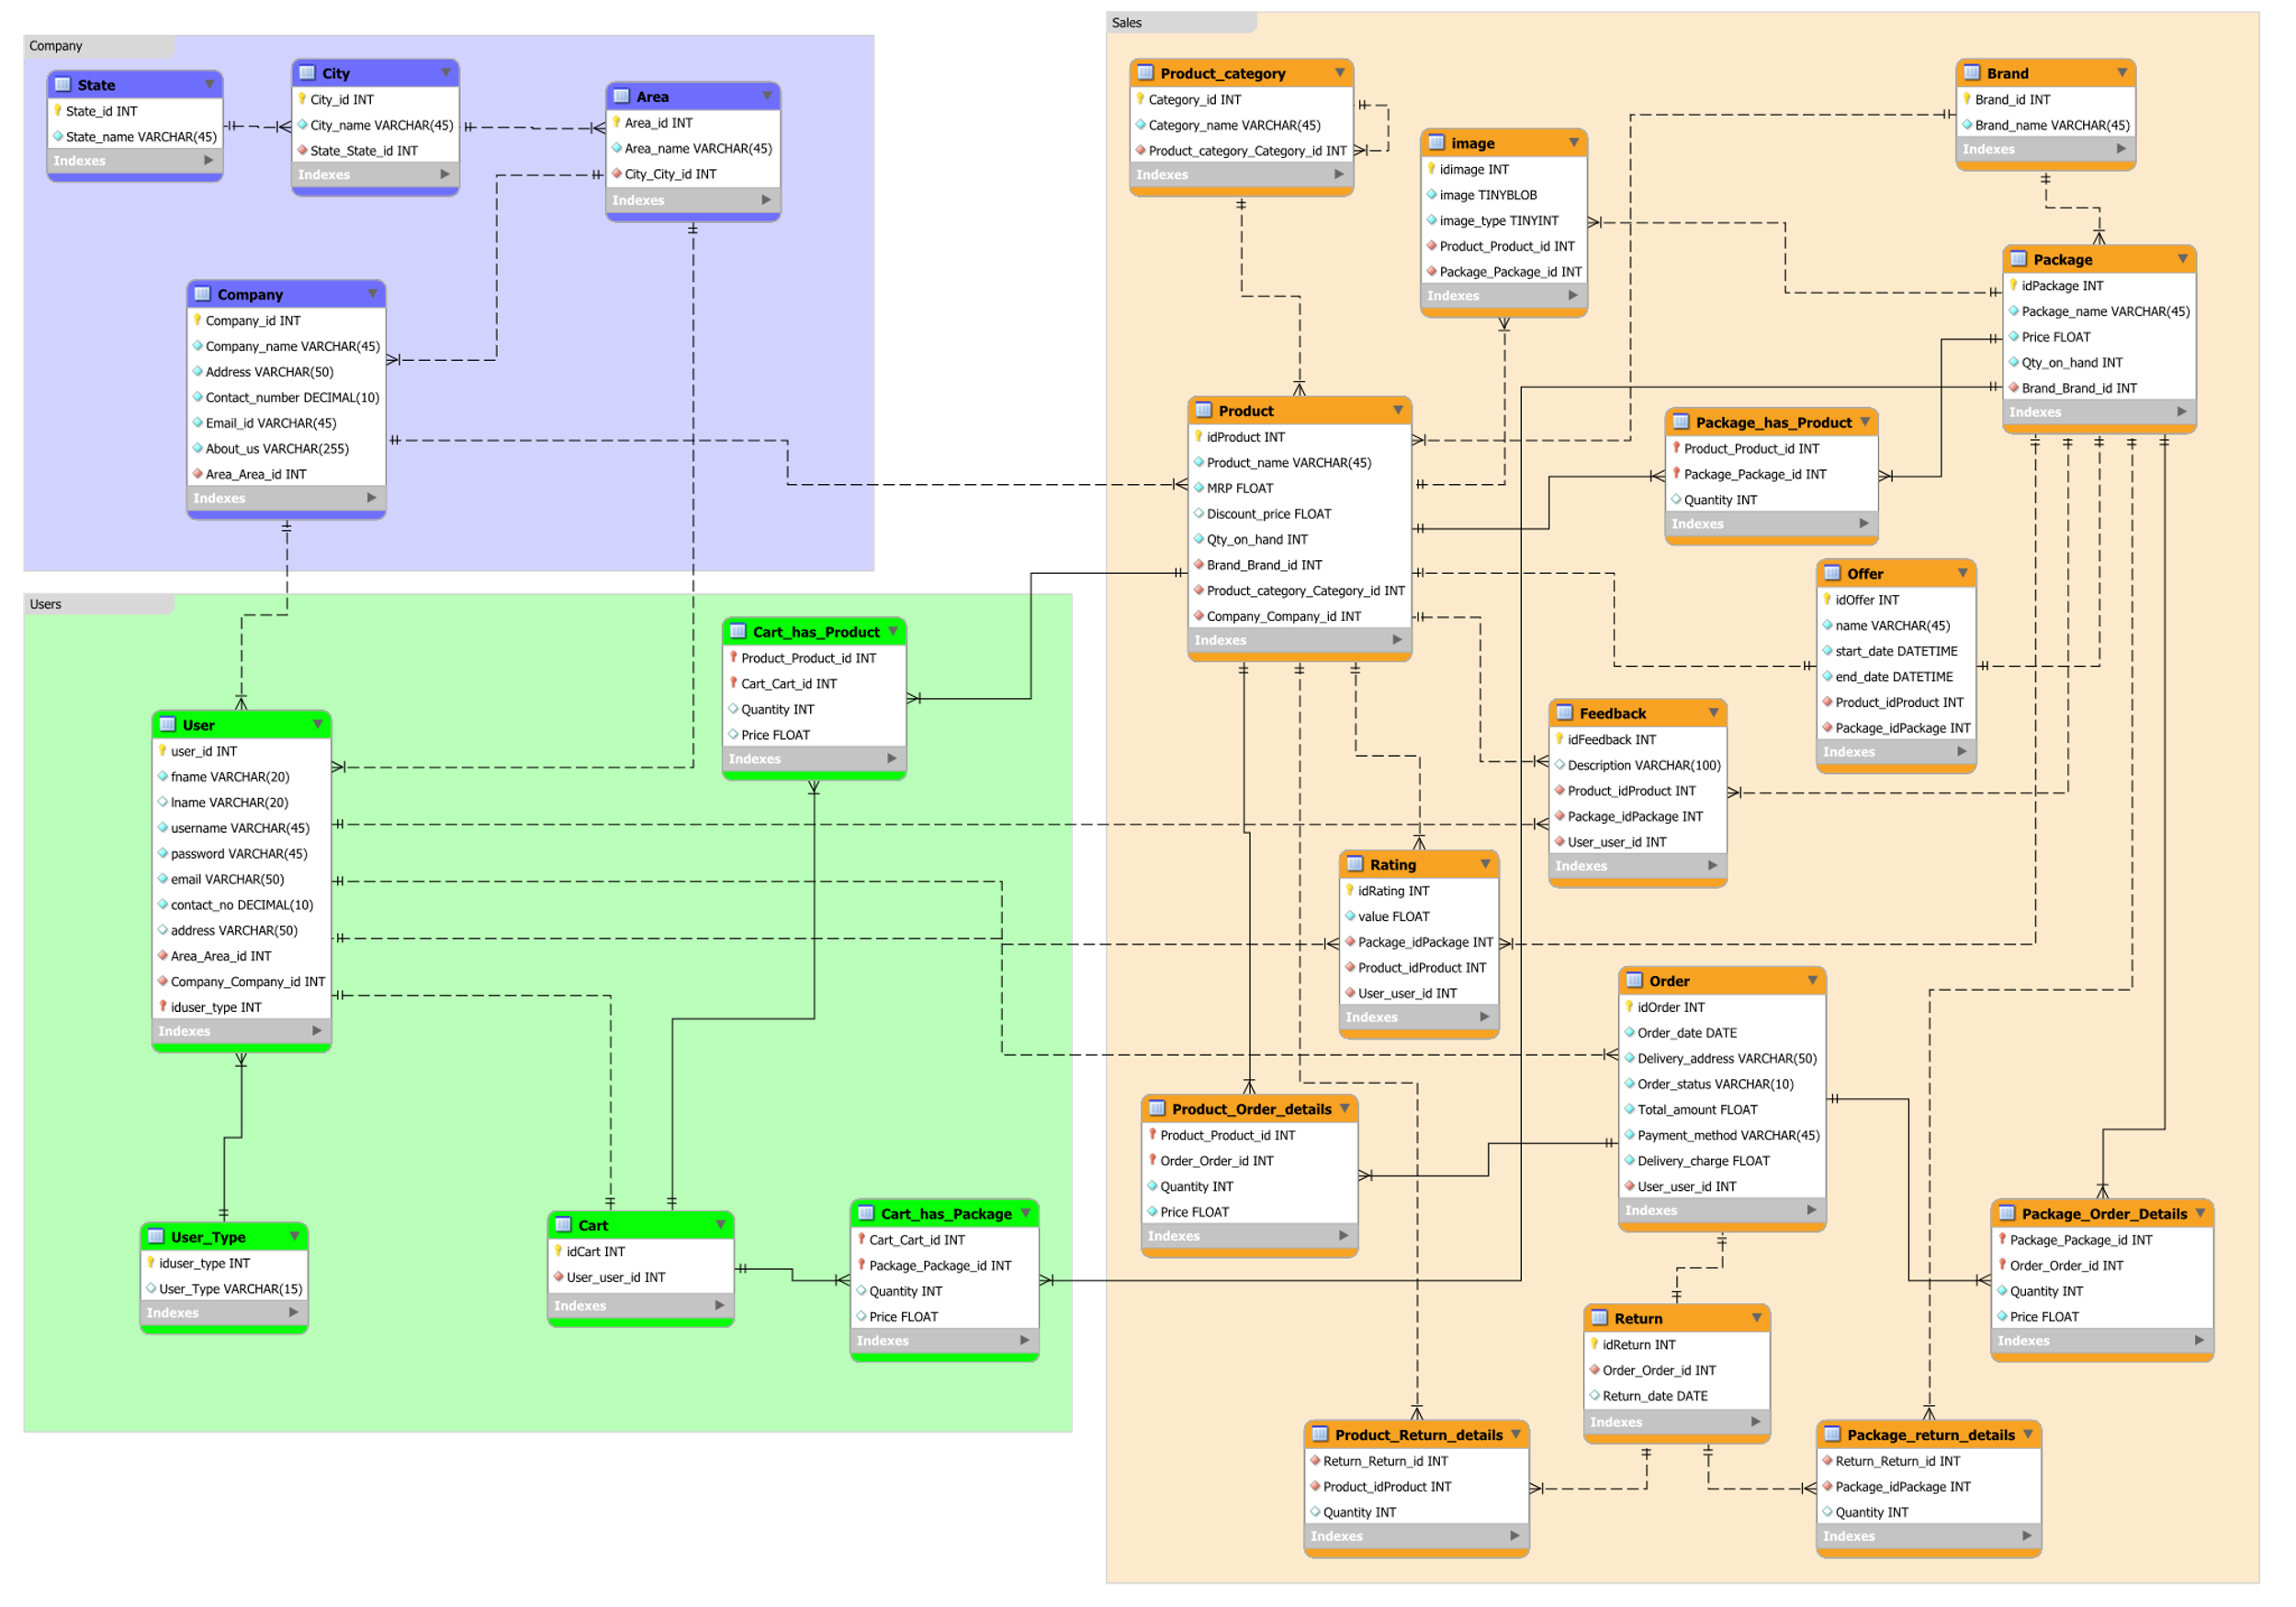 Company
State
State_id INT
State_name VARCHAR(45)
Indexes
City
City_id INT
City_name VARCHAR(45)
State_State_id INT
Indexes
Area
Area_id INT
Area_name VARCHAR(45)
City_City_id INT
Indexes
Company
Company_id INT
Company_name VARCHAR(45)
Address VARCHAR(50)
Contact_number DECIMAL(10)
Email_id VARCHAR(45)
About_us VARCHAR(255)
Area_Area_id INT
Indexes
Users
Cart_has_Product
Product_Product_id INT
Cart_Cart_id INT
Quantity INT
Price FLOAT
Indexes
User
user_id INT
fname VARCHAR(20)
lname VARCHAR(20)
username VARCHAR(45)
password VARCHAR(45)
email VARCHAR(50)
contact_no DECIMAL(10)
address VARCHAR(50)
Area_Area_id INT
Company_Company_id INT
iduser_type INT
Indexes
User_Type
iduser_type INT
User_Type VARCHAR(15)
Indexes
Cart
idCart INT
User_user_id INT
Indexes
Cart_has_Package
Cart_Cart_id INT
Package_Package_id INT
Quantity INT
Price FLOAT
Indexes
Sales
Product_category
Category_id INT
Category_name VARCHAR(45)
Product_category_Category_id INT
Indexes
image
idimage INT
image TINYBLOB
image_type TINYINT
Product_Product_id INT
Package_Package_id INT
Indexes
Brand
Brand_id INT
Brand_name VARCHAR(45)
Indexes
Package
idPackage INT
Package_name VARCHAR(45)
Price FLOAT
Qty_on_hand INT
Brand_Brand_id INT
Indexes
Product
idProduct INT
Product_name VARCHAR(45)
MRP FLOAT
Discount_price FLOAT
Qty_on_hand INT
Brand_Brand_id INT
Product_category_Category_id INT
Company_Company_id INT
Indexes
Package_has_Product
Product_Product_id INT
Package_Package_id INT
Quantity INT
Indexes
Offer
idOffer INT
name VARCHAR(45)
start_date DATETIME
end_date DATETIME
Product_idProduct INT
Package_idPackage INT
Indexes
Feedback
idFeedback INT
Description VARCHAR(100)
Product_idProduct INT
Package_idPackage INT
User_user_id INT
Indexes
Rating
idRating INT
value FLOAT
Package_idPackage INT
Product_idProduct INT
User_user_id INT
Indexes
Order
idOrder INT
Order_date DATE
Delivery_address VARCHAR(50)
Order_status VARCHAR(10)
Total_amount FLOAT
Payment_method VARCHAR(45)
Delivery_charge FLOAT
User_user_id INT
Indexes
Product_Order_details
Product_Product_id INT
Order_Order_id INT
Quantity INT
Price FLOAT
Indexes
Package_Order_Details
Package_Package_id INT
Order_Order_id INT
Quantity INT
Price FLOAT
Indexes
Return
idReturn INT
Order_Order_id INT
Return_date DATE
Indexes
Product_Return_details
Return_Return_id INT
Product_idProduct INT
Quantity INT
Indexes
Package_return_details
Return_Return_id INT
Package_idPackage INT
Quantity INT
Indexes